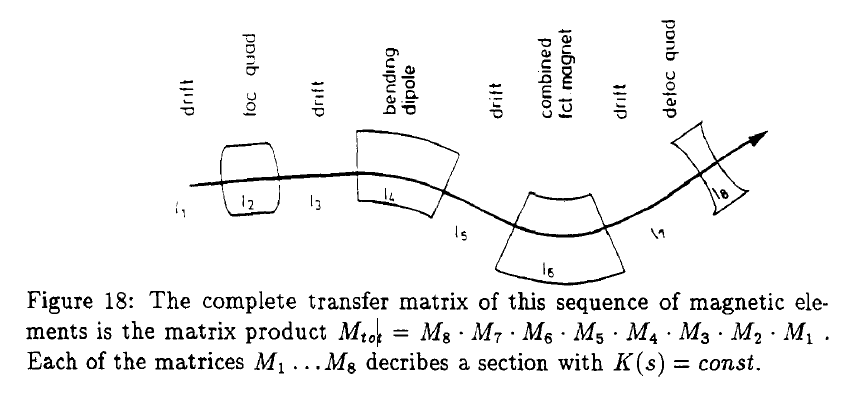 drift
foc quad
drift
bending
dipole
drift
combined
fct magnet
drift
defoc quad
l1
l2
l3
l4
l5
l6
l7
l8
Figure 18: The complete transfer matrix of this sequence of magnetic ele-
ments is the matrix product Mtot = M8 · M7 · M6 · M5 · M4 · M3 · M2 · M1 .
Each of the matrices M1 ... M8 decribes a section with K(s) = const.